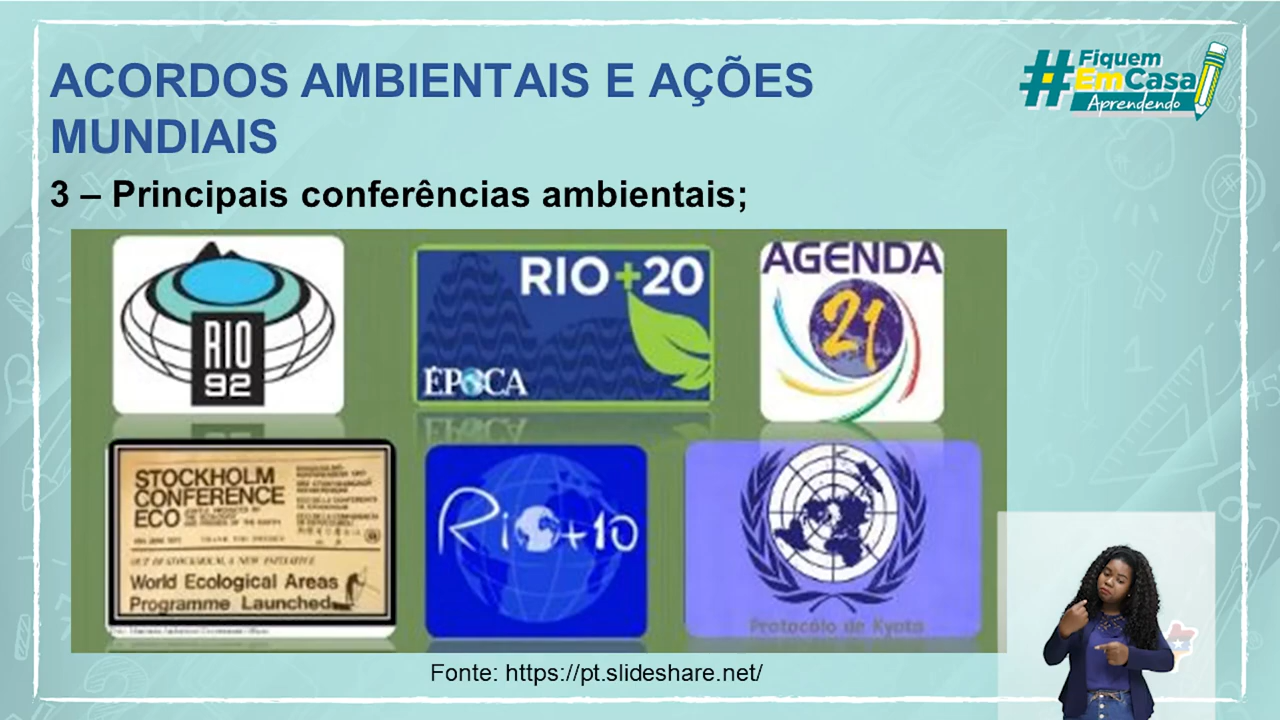 ACORDOS AMBIENTAIS E AÇÕES
MUNDIAIS
#Fiquem
EmCasa
Aprendendo
3 – Principais conferências ambientais;
RIO
92
RIO+20
ÉPOCA
AGENDA
21
STOCKHOLM
CONFERENCE
ECO
World Ecological Areas
Programme Launched
Rio+10
Protocolo de Kyoto
Fonte: https://pt.slideshare.net/